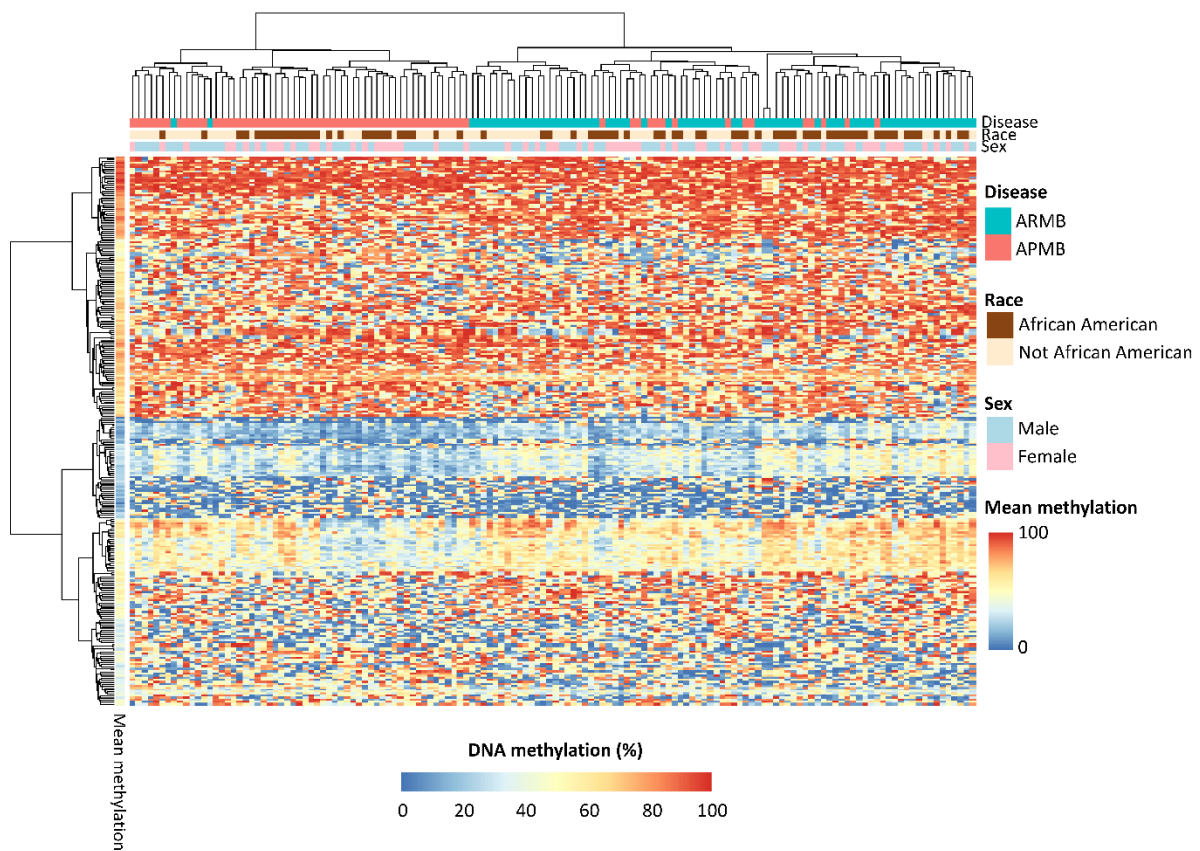 Disease
Race
Sex
Disease
ARMB
APMB
Race
African American
Not African American
Sex
Male
Female
Mean methylation
100
0
Mean methylation
DNA methylation (%)
0 20 40 60 80 100